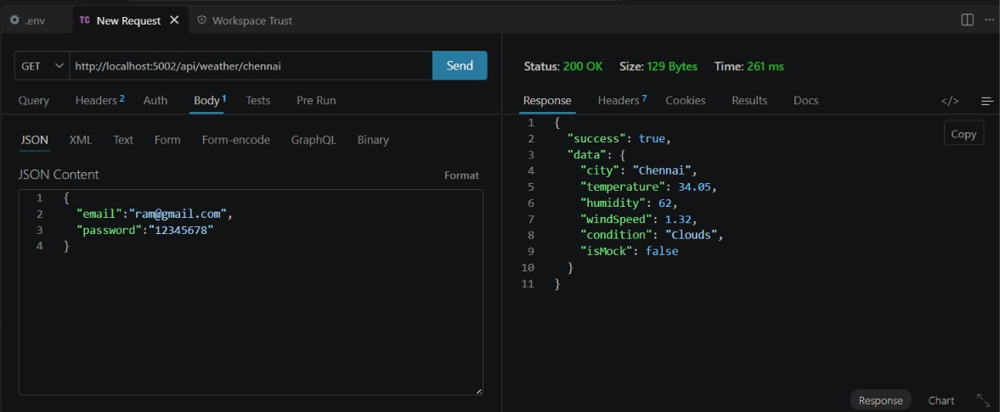 .env
TC New Request ✕
Workspace Trust
GET http://localhost:5002/api/weather/chennai Send
Query Headers 2 Auth Body 1 Tests Pre Run
JSON XML Text Form Form-encode GraphQL Binary
JSON Content Format
1 {
2 "email":"ram@gmail.com",
3 "password":"12345678"
4 }
Status: 200 OK Size: 129 Bytes Time: 261 ms
Response Headers 7 Cookies Results Docs </>
Copy
1 {
2 "success": true,
3 "data": {
4 "city": "Chennai",
5 "temperature": 34.05,
6 "humidity": 62,
7 "windSpeed": 1.32,
8 "condition": "Clouds",
9 "isMock": false
10 }
11 }
Response Chart